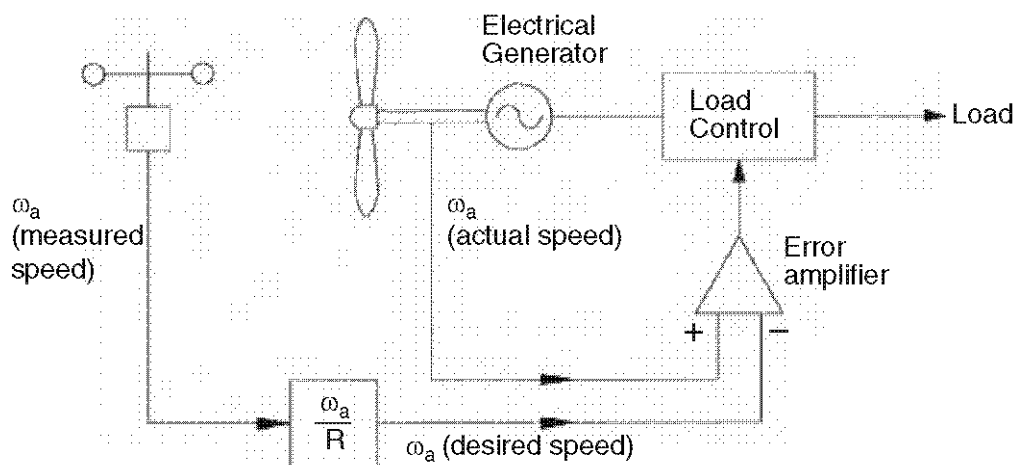 Electrical
Generator
Load
Control
Load
ωa
(measured
speed)
ωa
(actual speed)
Error
amplifier
+
−
ωa
R
ωa (desired speed)